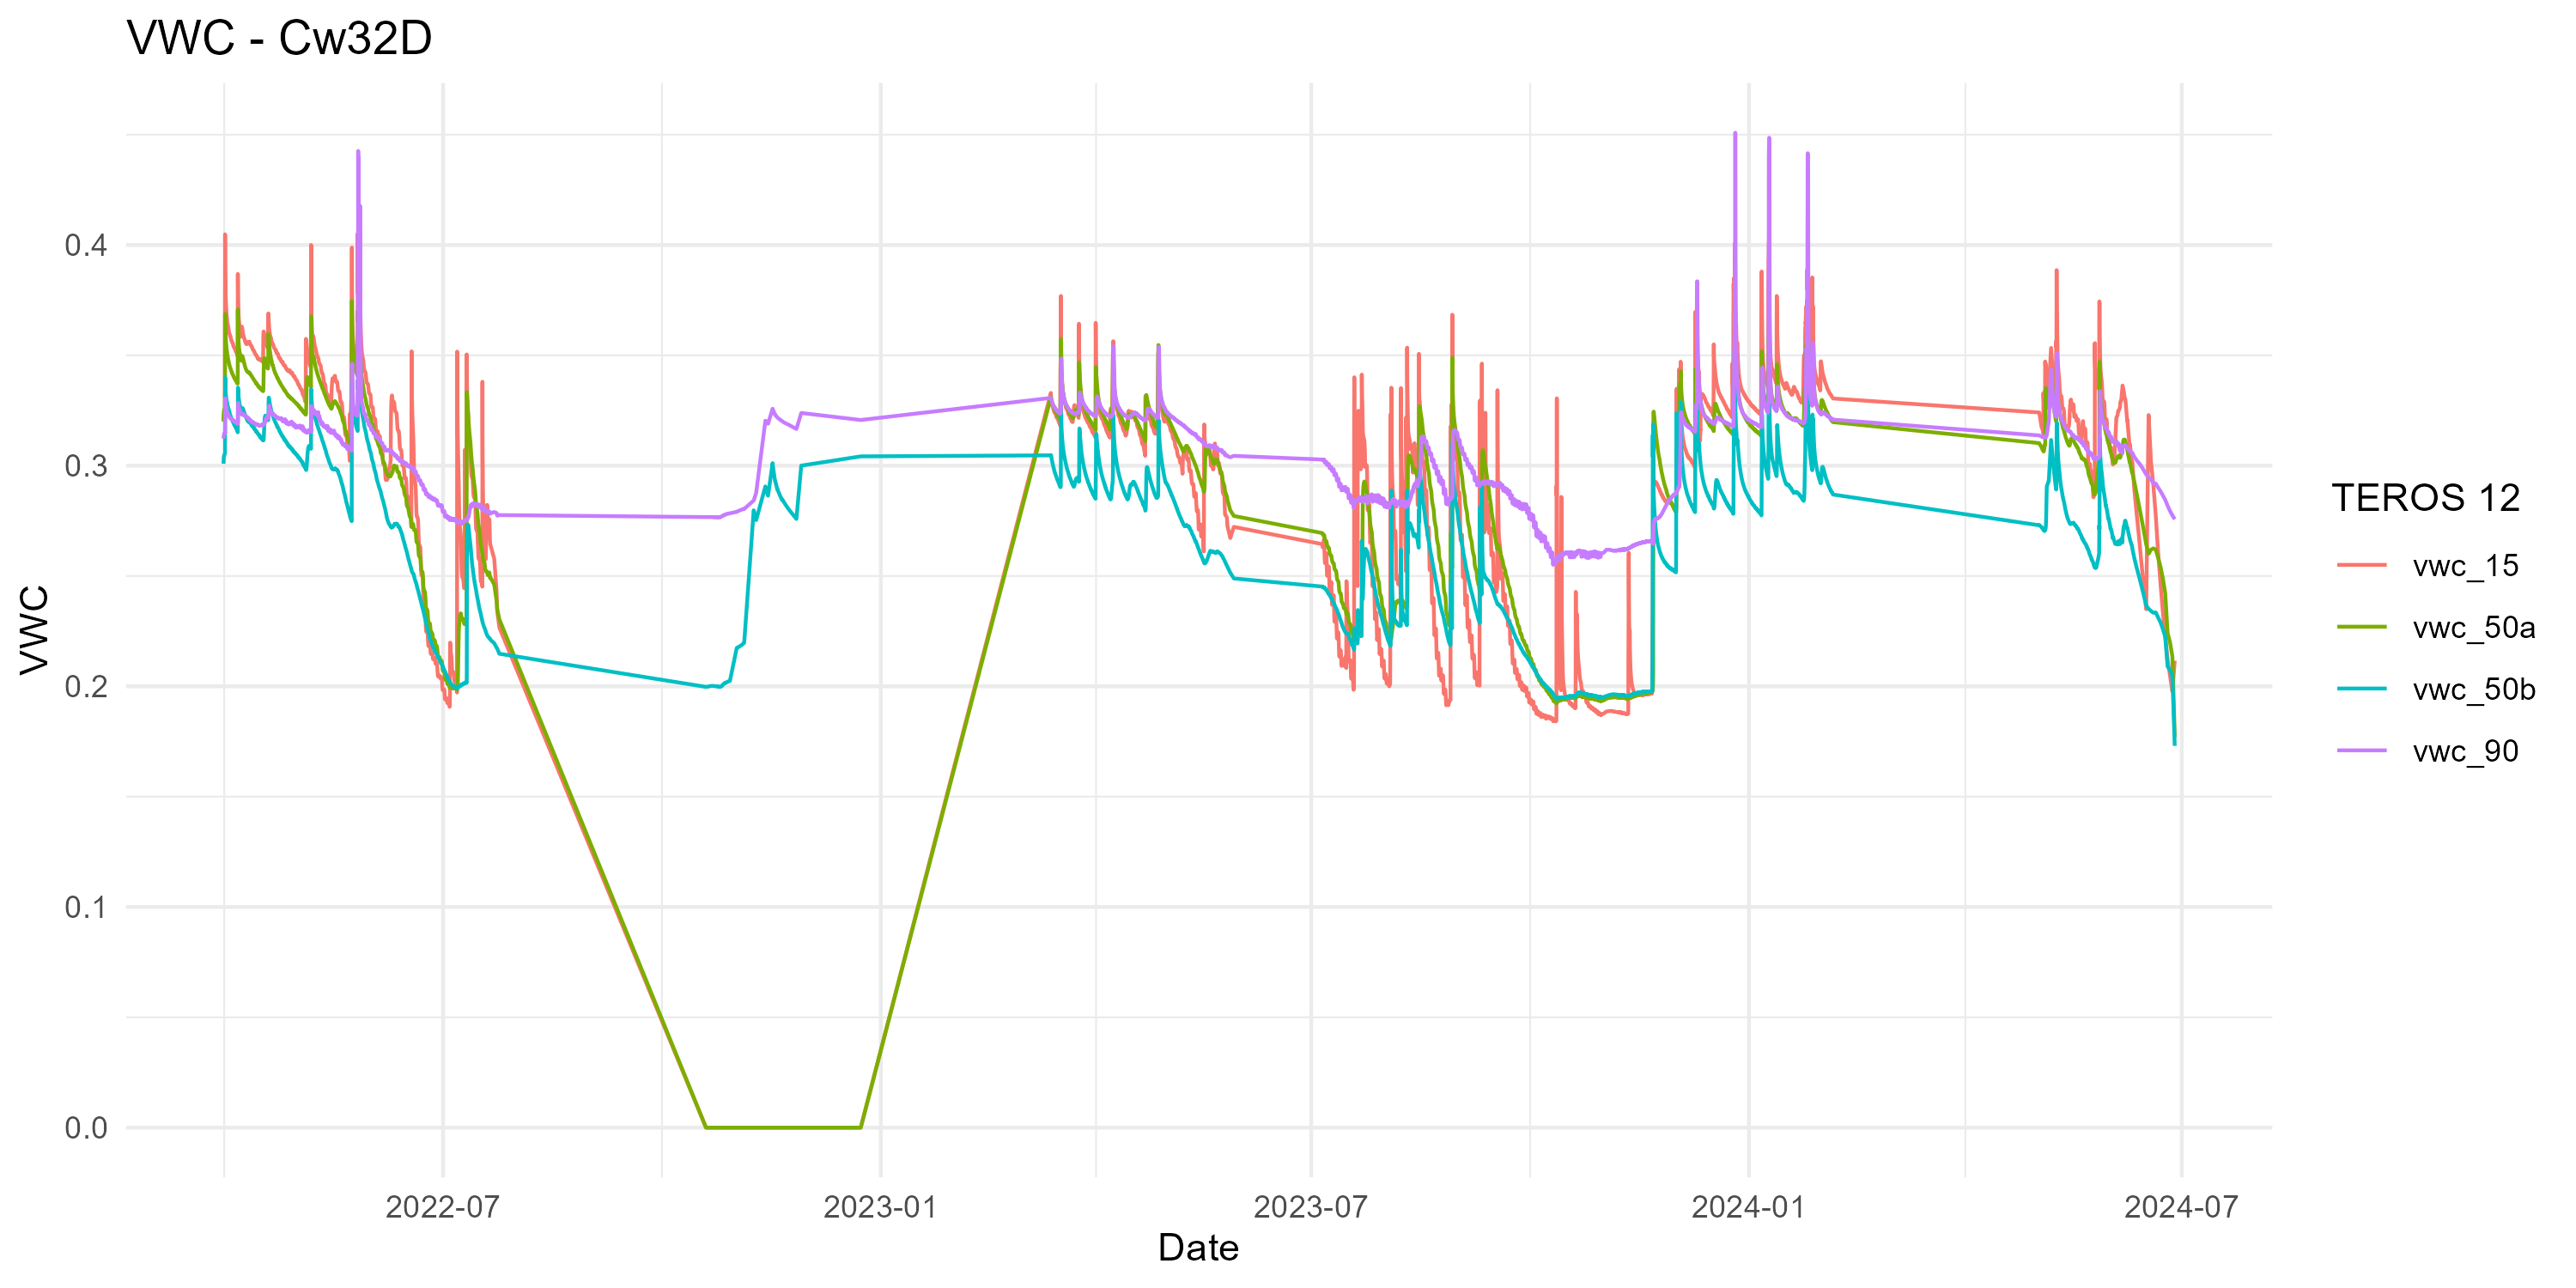 VWC - Cw32D
0.4
0.3
0.2
0.1
0.0
VWC
2022-07
2023-01
2023-07
2024-01
2024-07
Date
TEROS 12
vwc_15
vwc_50a
vwc_50b
vwc_90